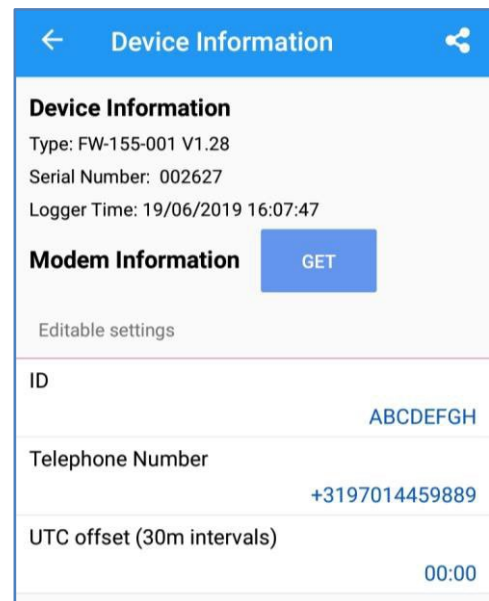 Device Information
Device Information
Type: FW-155-001 V1.28
Serial Number: 002627
Logger Time: 19/06/2019 16:07:47
Modem Information GET
Editable settings
ID
ABCDEFGH
Telephone Number
+3197014459889
UTC offset (30m intervals)
00:00